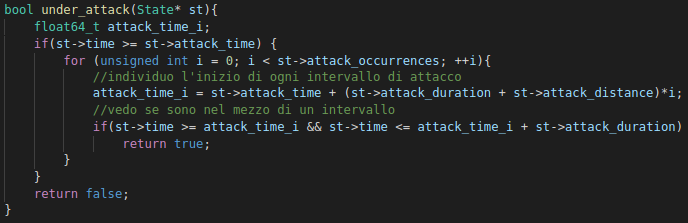 bool under_attack(State* st){
    float64_t attack_time_i;
    if(st->time >= st->attack_time) {
        for (unsigned int i = 0; i < st->attack_occurrences; ++i){
            //individuo l'inizio di ogni intervallo di attacco
            attack_time_i = st->attack_time + (st->attack_duration + st->attack_distance)*i;
            //vedo se sono nel mezzo di un intervallo
            if(st->time >= attack_time_i && st->time <= attack_time_i + st->attack_duration)
                return true;
        }
    }
    return false;
}